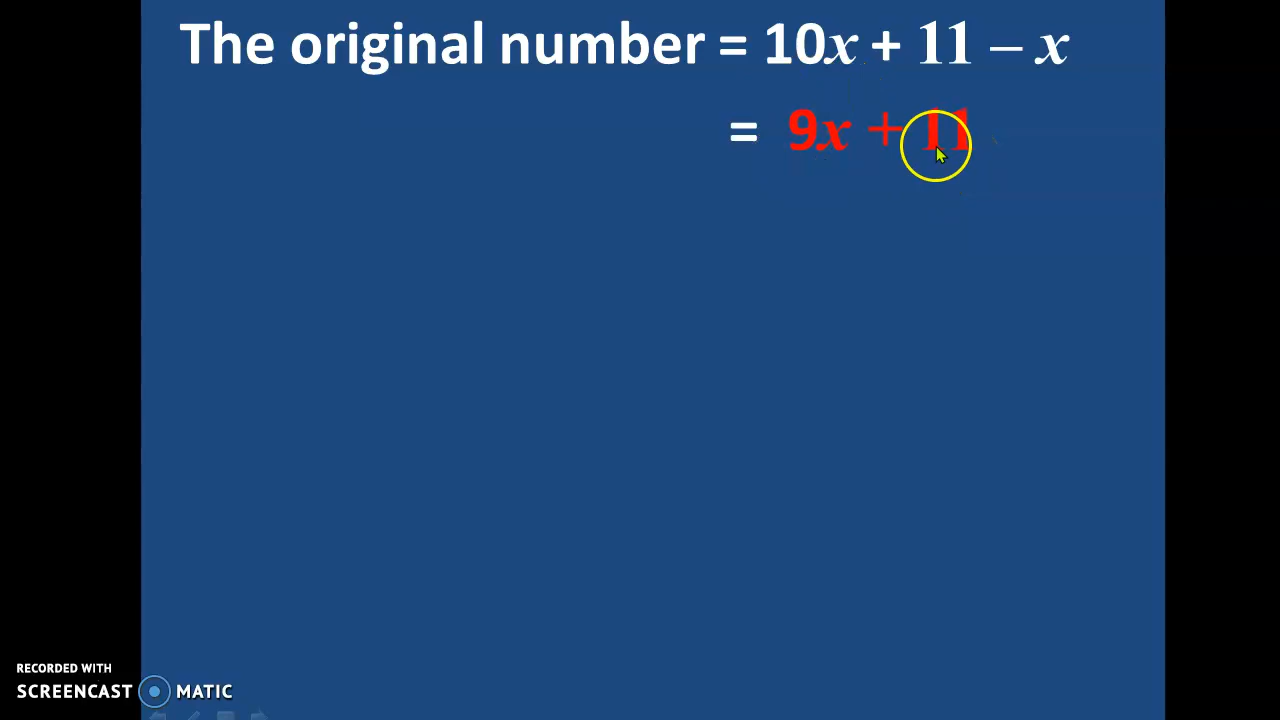 The original number = 10x + 11 – x
= 9x + 11
RECORDED WITH
SCREENCAST MATIC